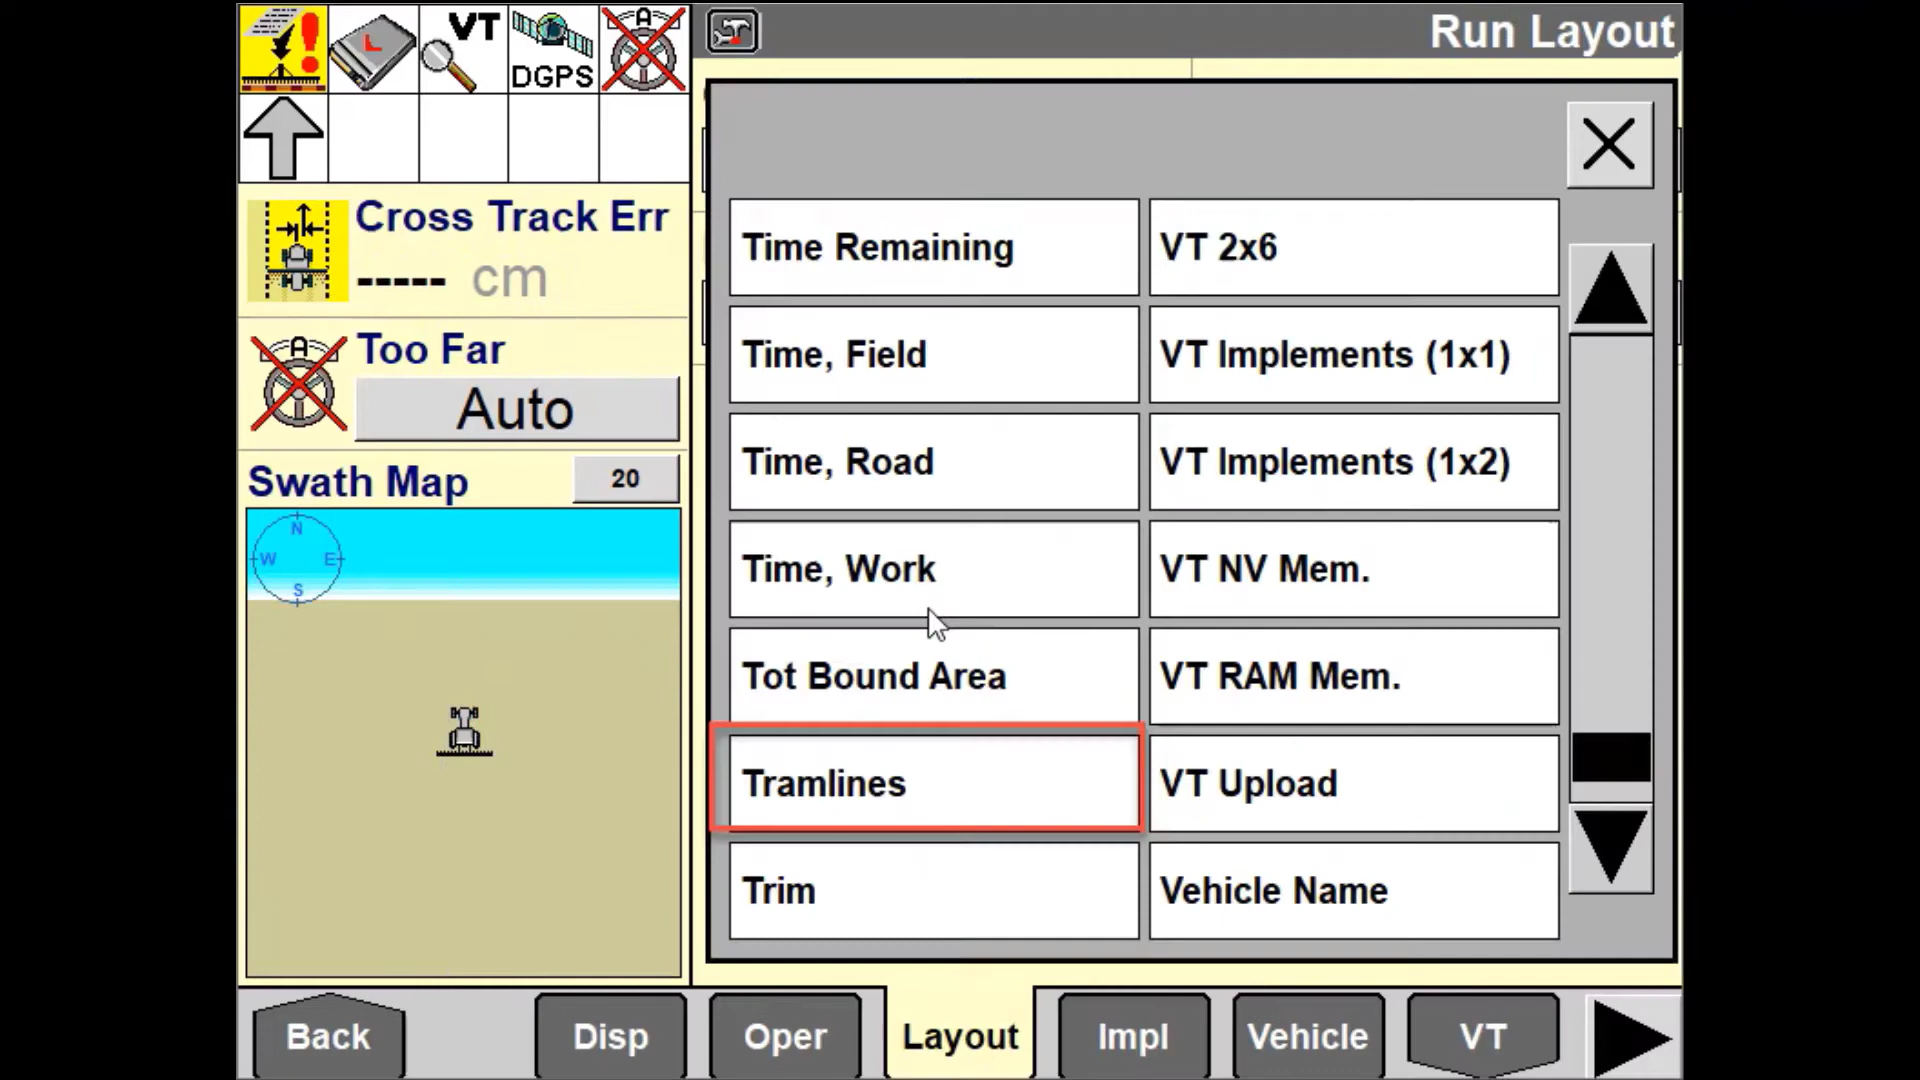 VT
DGPS
A
L
Run Layout
Cross Track Err
----- cm
A
Too Far
Auto
Swath Map
20
N
W E
S
Time Remaining
VT 2x6
Time, Field
VT Implements (1x1)
Time, Road
VT Implements (1x2)
Time, Work
VT NV Mem.
Tot Bound Area
VT RAM Mem.
Tramlines
VT Upload
Trim
Vehicle Name
Back
Disp
Oper
Layout
Impl
Vehicle
VT